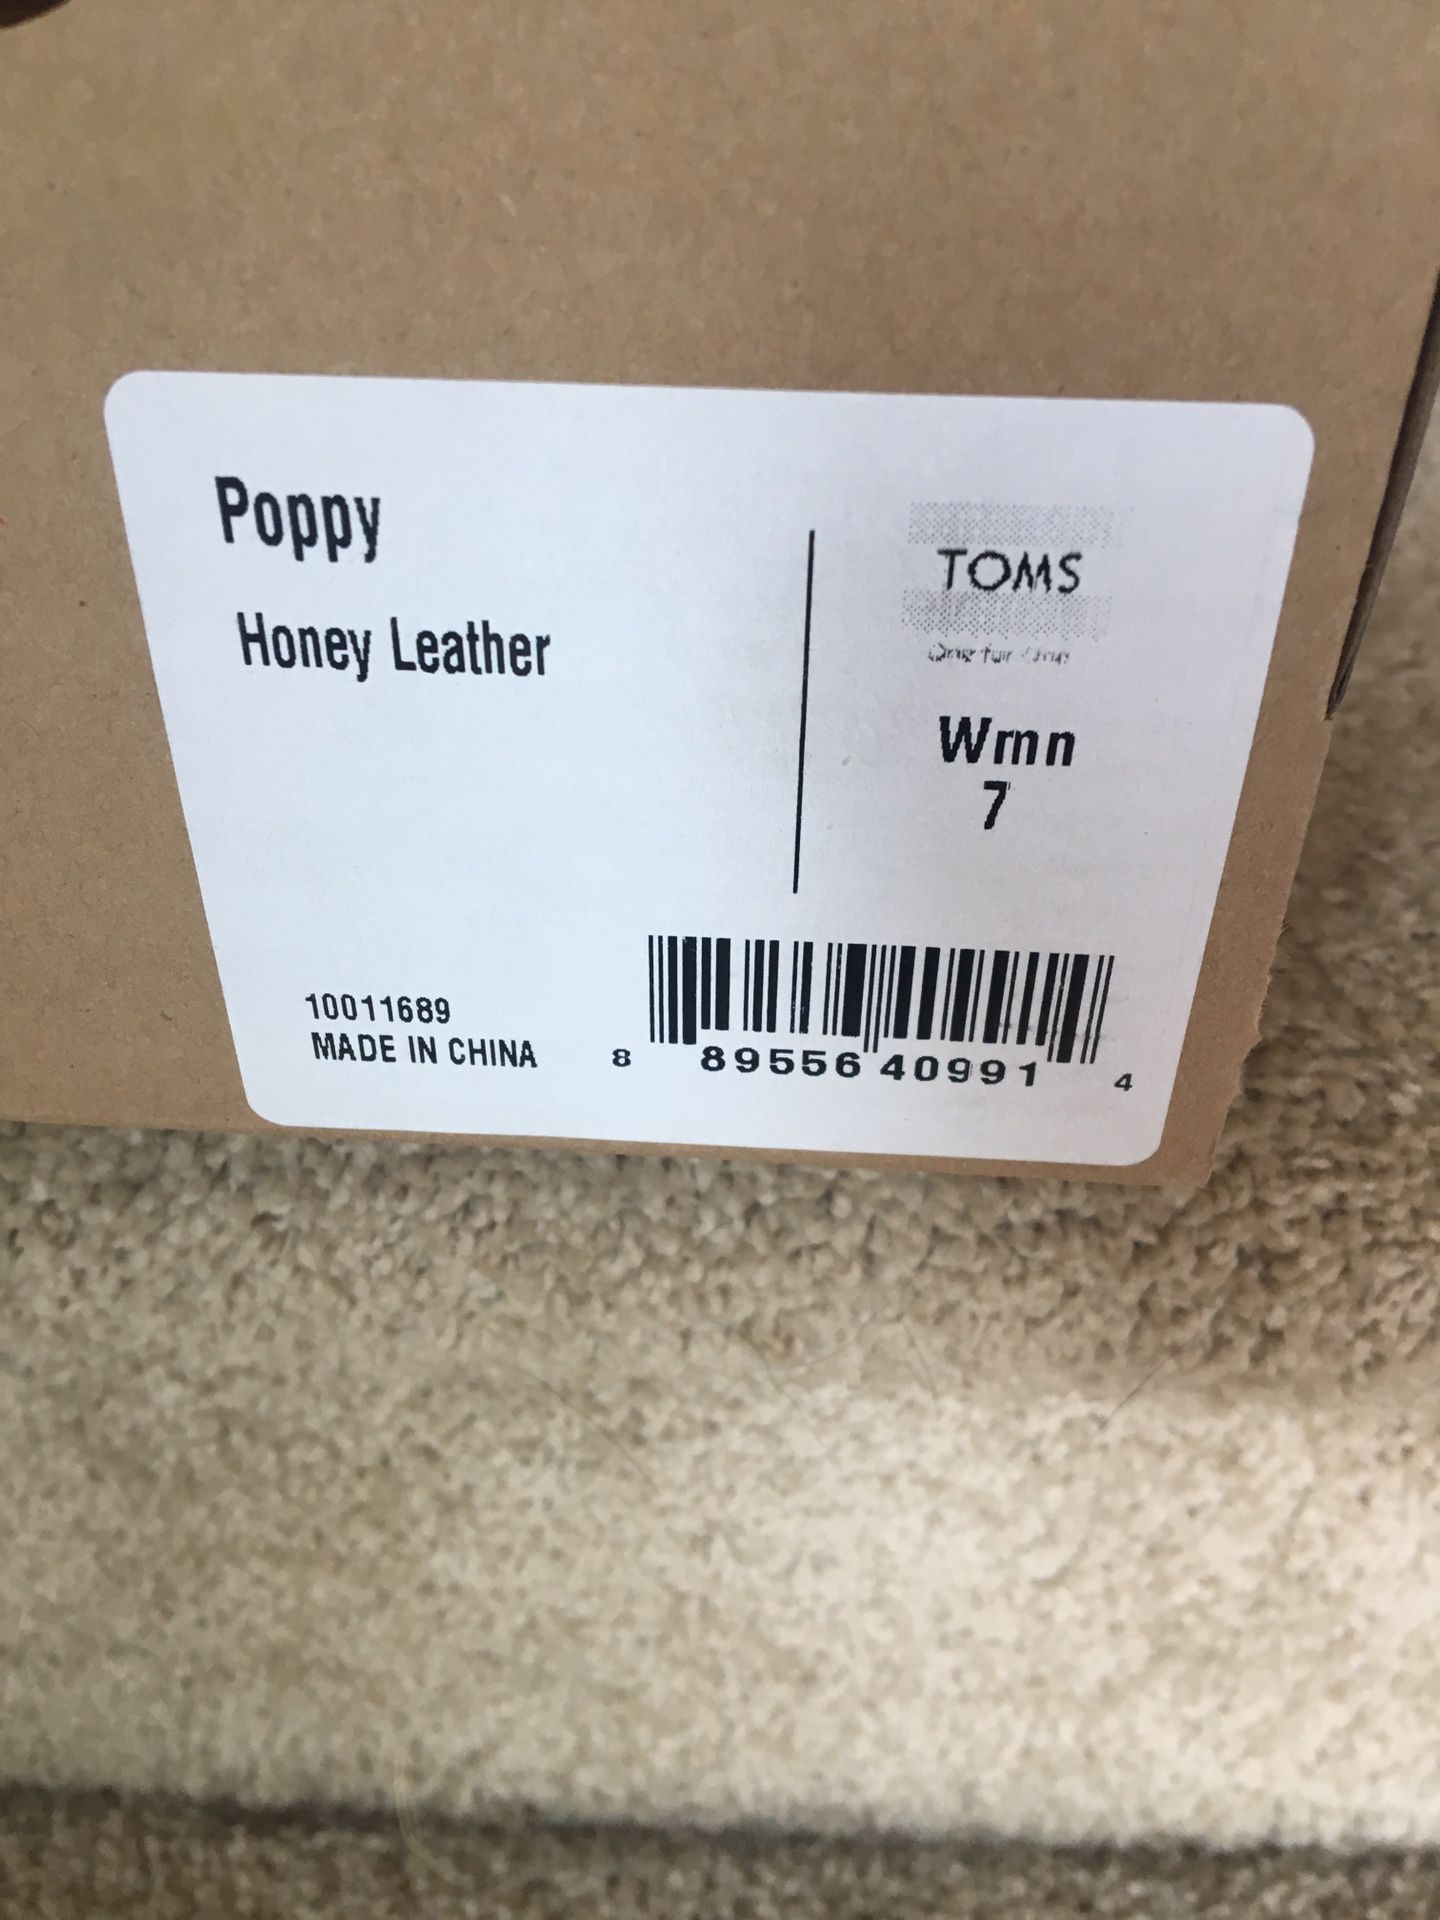 Poppy
Honey Leather
TOMS
Wmn
7
10011689
MADE IN CHINA
8 89556 40991 4